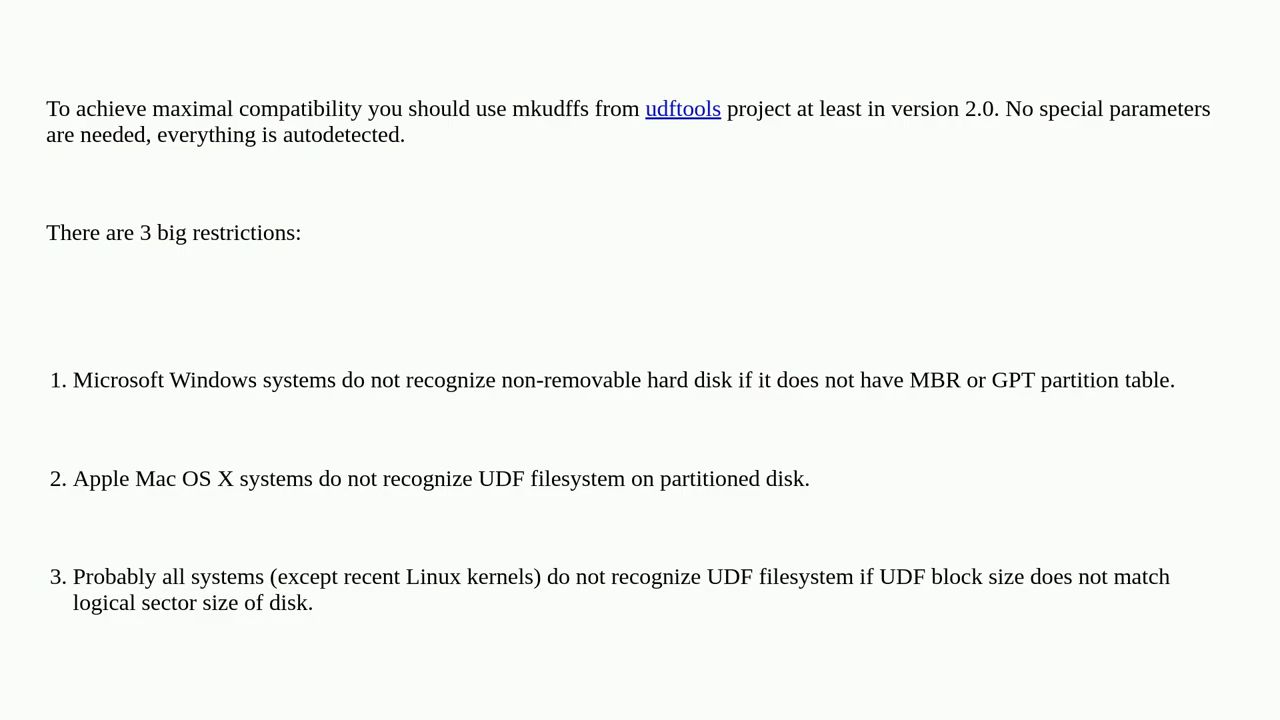 To achieve maximal compatibility you should use mkudffs from udftools project at least in version 2.0. No special parameters
are needed, everything is autodetected.
There are 3 big restrictions:
1. Microsoft Windows systems do not recognize non-removable hard disk if it does not have MBR or GPT partition table.
2. Apple Mac OS X systems do not recognize UDF filesystem on partitioned disk.
3. Probably all systems (except recent Linux kernels) do not recognize UDF filesystem if UDF block size does not match
logical sector size of disk.